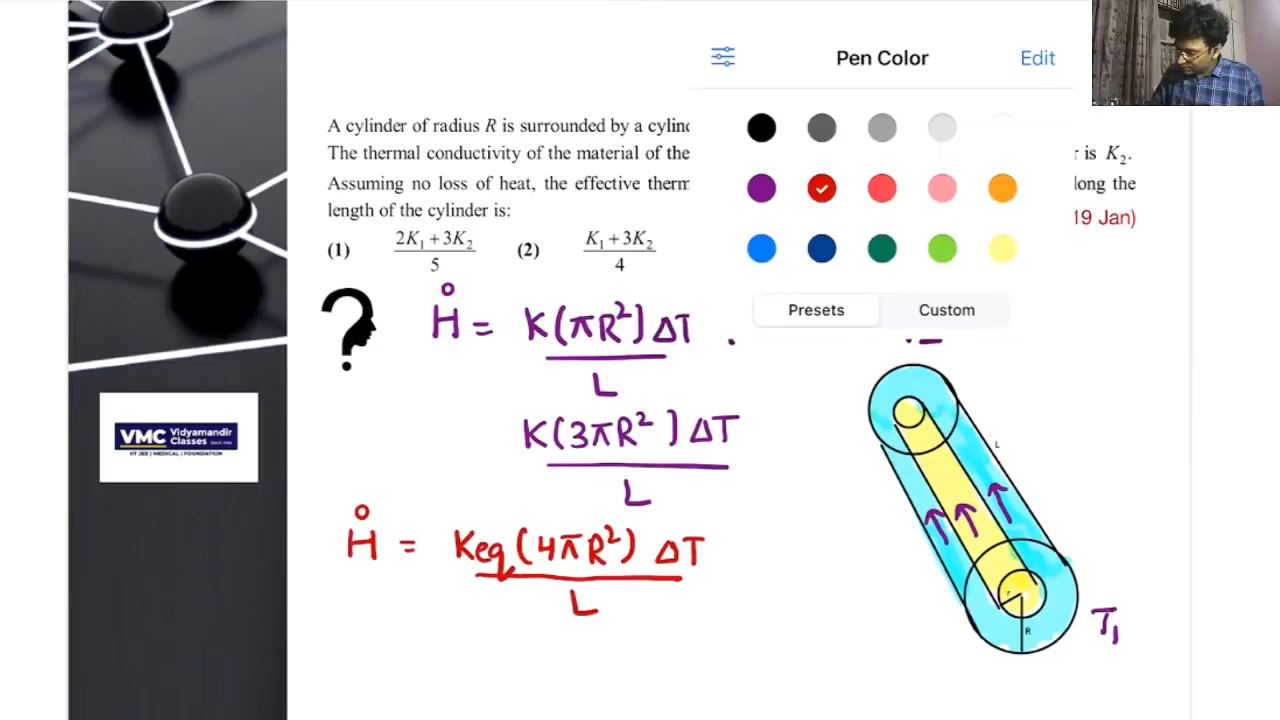 Pen Color
Edit
A cylinder of radius R is surrounded by a
The thermal conductivity of the material of the
is K₂.
Assuming no loss of heat, the effective
the
length of the cylinder is:
19 Jan)
(1) 2K₁ + 3K₂ / 5 (2) K₁ + 3K₂ / 4
Presets
Custom
H = K(πR²) ΔT / L
K(3πR²) ΔT / L
H = Keq(4πR²) ΔT / L
L
r
R
T₁
VMC Vidyamandir Classes
IIT JEE | MEDICAL | FOUNDATION